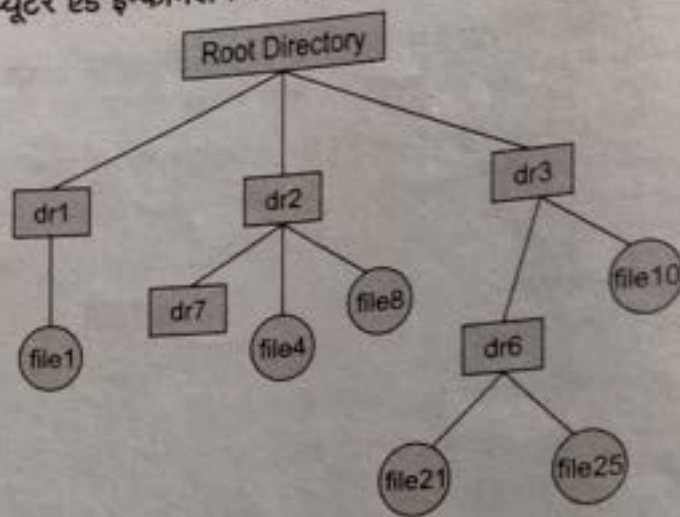 Root Directory
dr1
dr2
dr3
dr7
file8
file10
file1
file4
dr6
file21
file25